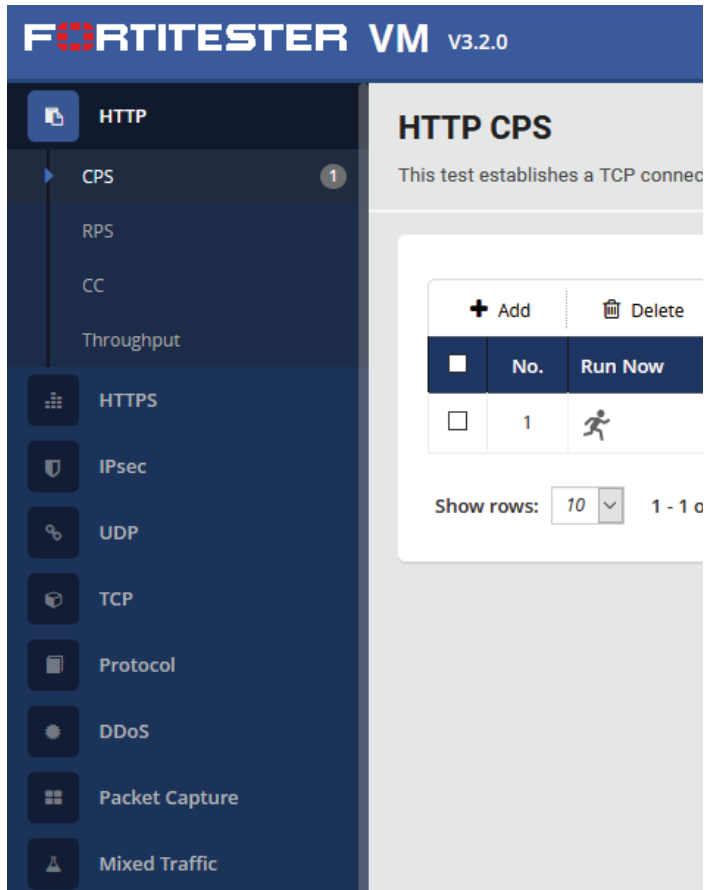 FORTITESTER VM V3.2.0
HTTP
CPS 1
RPS
CC
Throughput
HTTPS
IPsec
UDP
TCP
Protocol
DDoS
Packet Capture
Mixed Traffic
HTTP CPS
This test establishes a TCP connec
Add Delete
No. Run Now
1
Show rows: 10 1 - 1 o